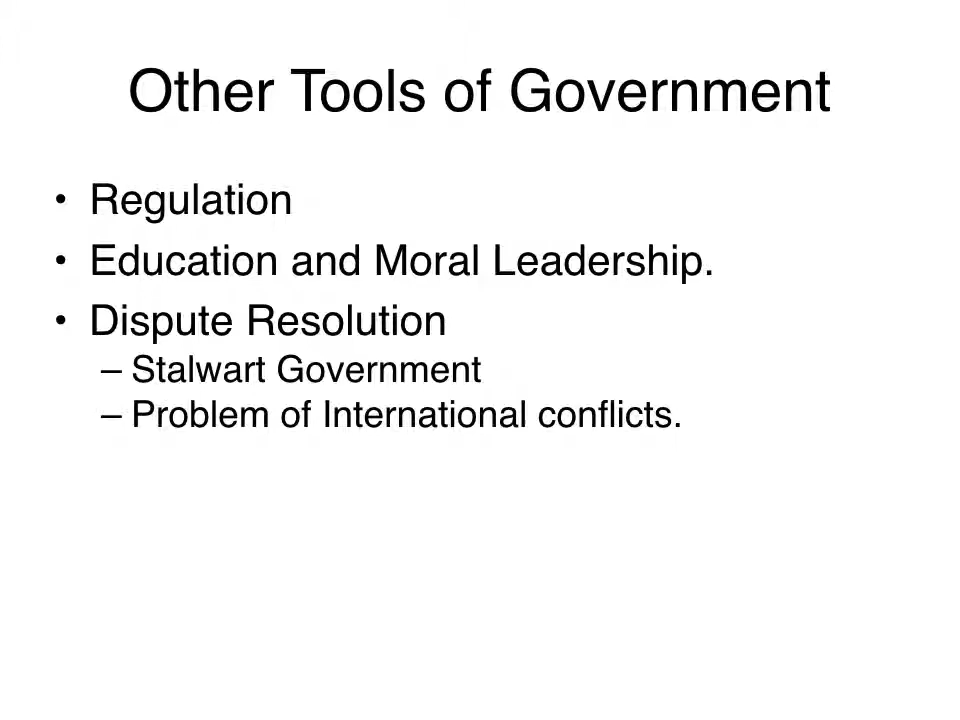 Other Tools of Government
• Regulation
• Education and Moral Leadership.
• Dispute Resolution
– Stalwart Government
– Problem of International conflicts.